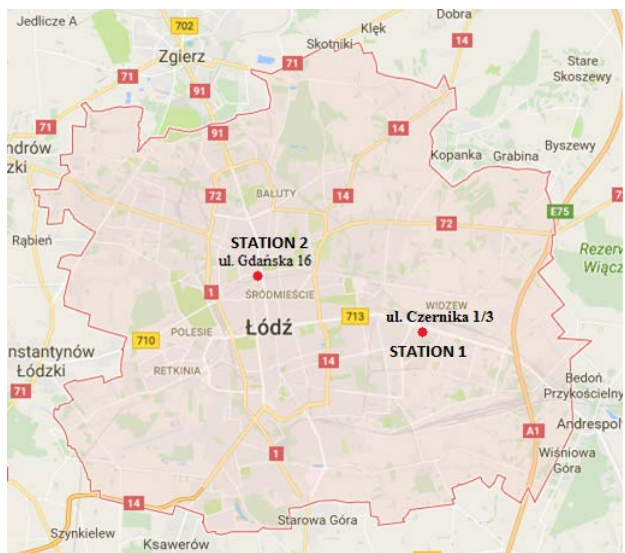 Jedlicze A
702
Klęk
Dobra
Zgierz
Skotniki
14
71
71
Stare
Skoszewy
91
71
91
14
ndrów
zki
Kopanka
Grabina
Byszewy
72
BAŁUTY
14
72
E75
Rąbień
STATION 2
ul. Gdańska 16
Rezerw
Wiącz
1
ŚRÓDMIEŚCIE
WIDZEW
713
ul. Czernika 1/3
POLESIE
Łódź
710
STATION 1
nstantynów
Łódzki
RETKINIA
14
71
Bedoń
Przykościelny
Andrespol
A1
1
Wiśniowa
Góra
14
Starowa Góra
Szynkielew
Ksawerów